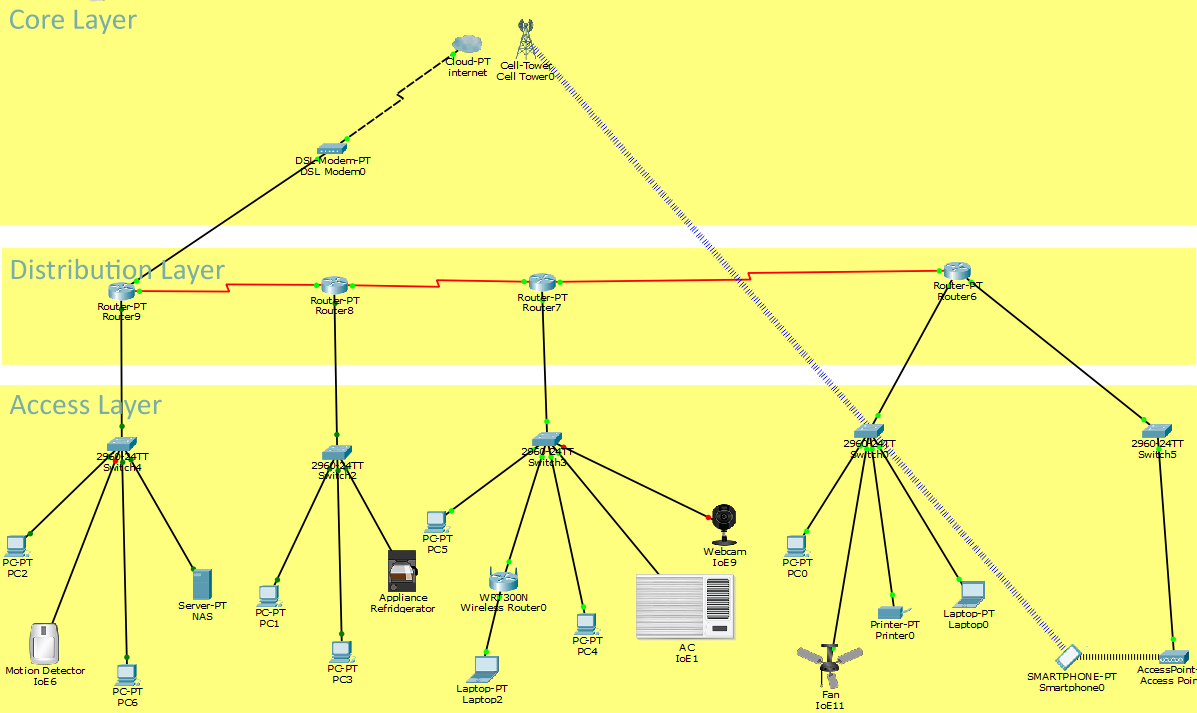 Core Layer
Cloud-PT
internet
Cell-Tower
Cell Tower0
DSL-Modem-PT
DSL Modem0
Distribution Layer
Router-PT
Router9
Router-PT
Router8
Router-PT
Router7
Router-PT
Router6
Access Layer
2960-24TT
Switch4
2960-24TT
Switch2
2960-24TT
Switch3
2960-24TT
2960-24TT
Switch5
PC-PT
PC2
Motion Detector
IoE6
PC-PT
PC6
Server-PT
NAS
PC-PT
PC1
PC-PT
PC3
Appliance
Refridgerator
PC-PT
PC5
WRT300N
Wireless Router0
Laptop-PT
Laptop2
PC-PT
PC4
AC
IoE1
Webcam
IoE9
PC-PT
PC0
Fan
IoE11
Printer-PT
Printer0
Laptop-PT
Laptop0
SMARTPHONE-PT
Smartphone0
AccessPoint-
Access Poin